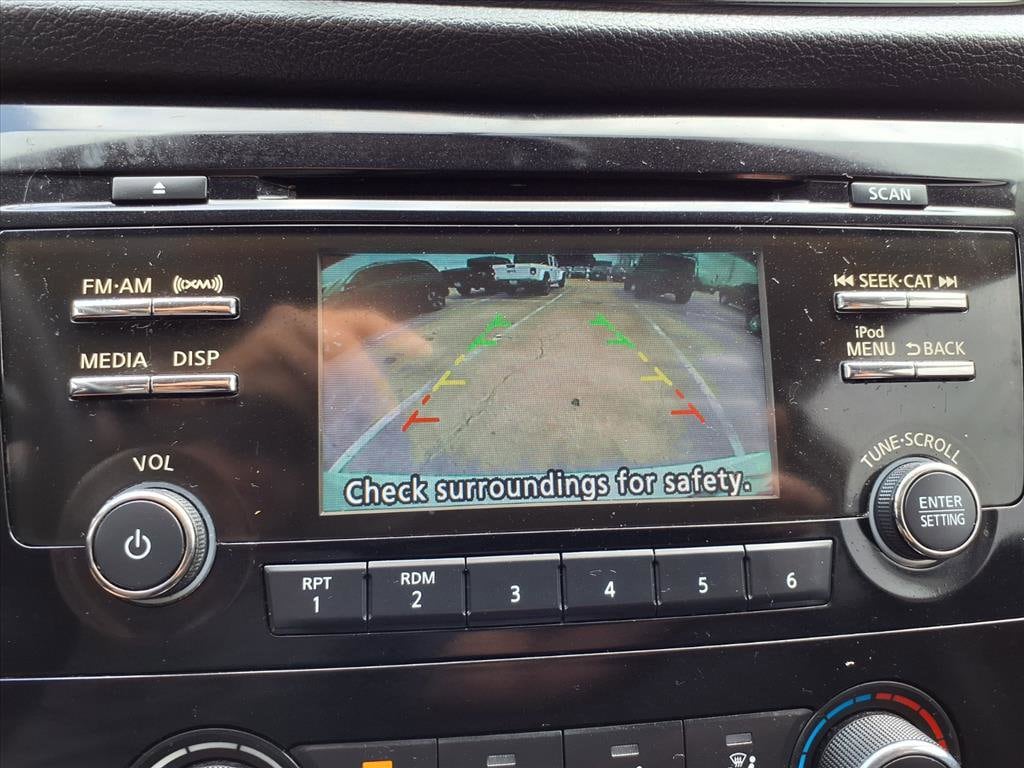 SCAN
FM·AM ((XM))
SEEK·CAT
MEDIA DISP
iPod
MENU BACK
VOL
TUNE·SCROLL
Check surroundings for safety.
ENTER
SETTING
RPT
1
RDM
2
3
4
5
6